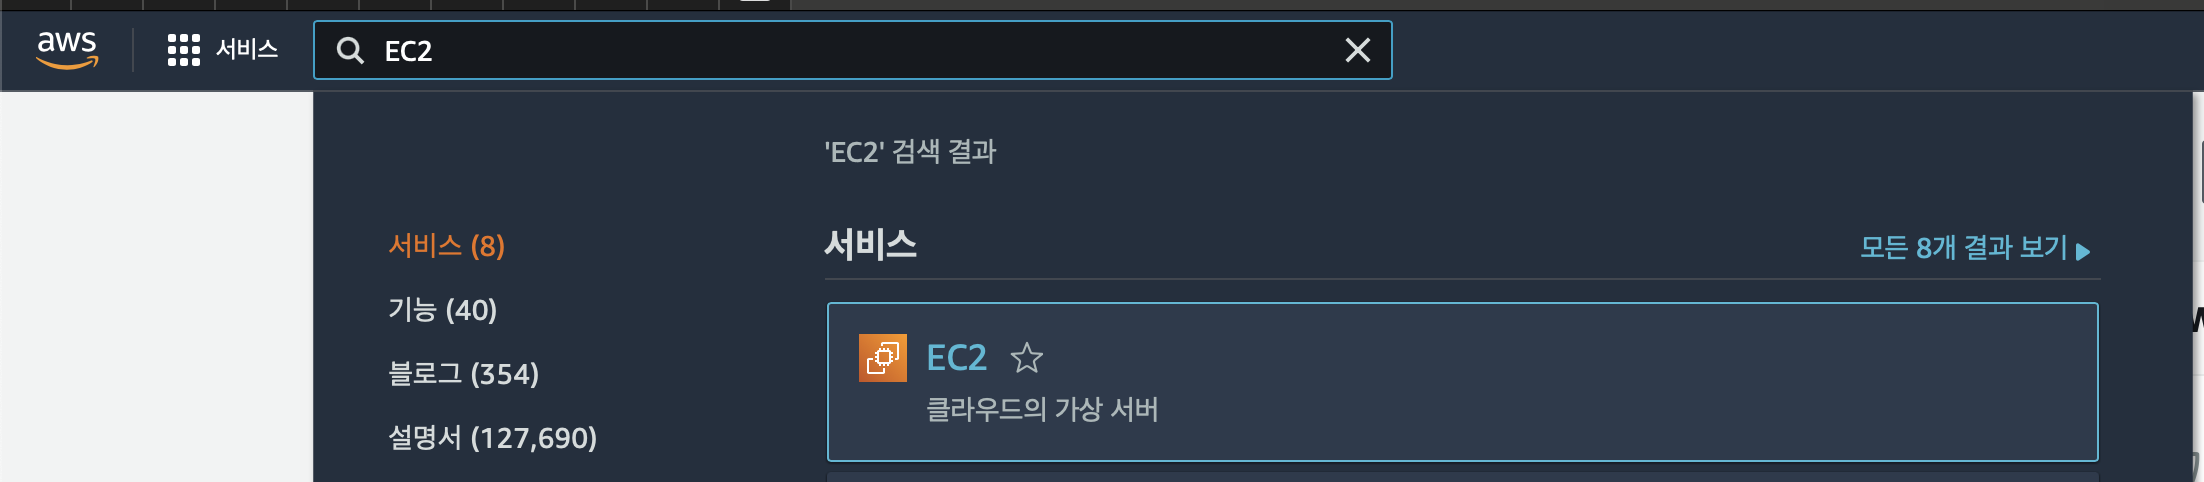 aws
서비스
EC2
'EC2' 검색 결과
서비스 (8)
기능 (40)
블로그 (354)
설명서 (127,690)
서비스
모든 8개 결과 보기
EC2
클라우드의 가상 서버